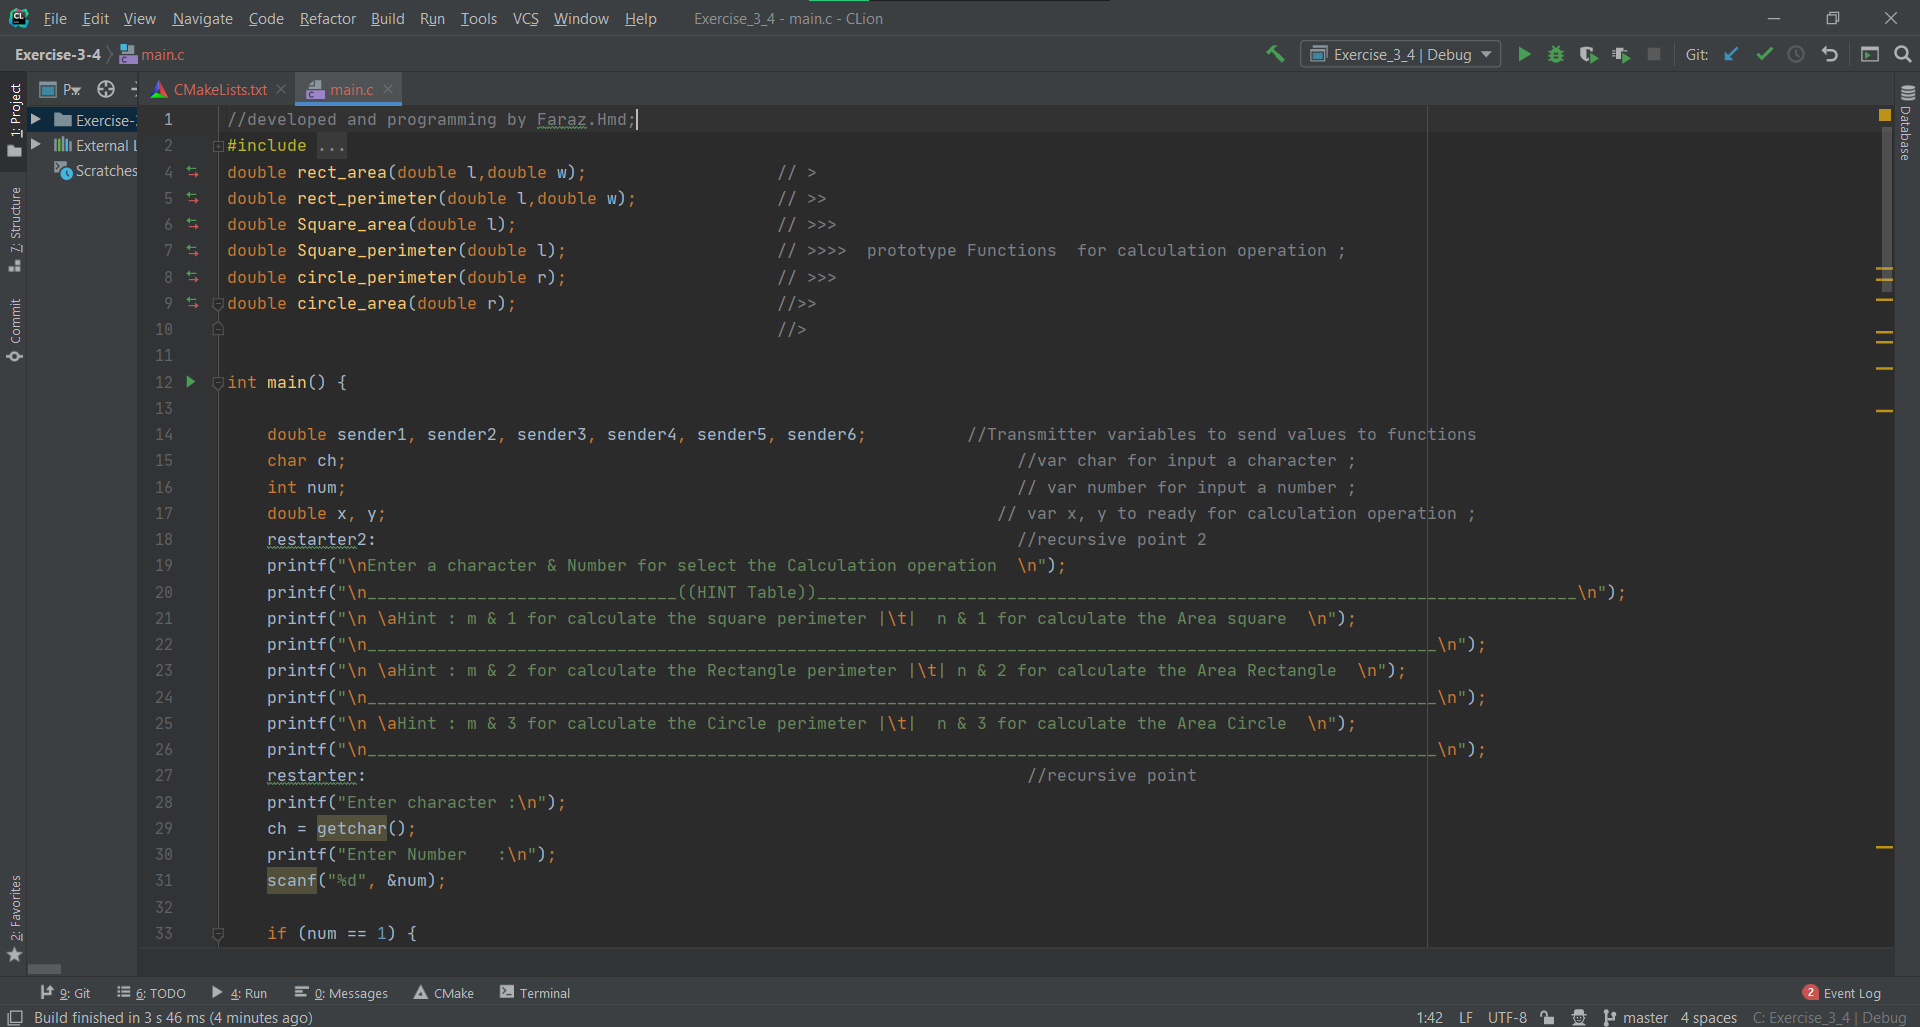 File Edit View Navigate Code Refactor Build Run Tools VCS Window Help Exercise_3_4 - main.c - CLion
Exercise-3-4 main.c Exercise_3_4 | Debug Git:
P CMakeLists.txt main.c
1: Project
7: Structure
Commit
2: Favorites
Database
Exercise-3
External L
Scratches
1 //developed and programming by Faraz.Hmd;
2 #include ...
4 double rect_area(double l,double w); // >
5 double rect_perimeter(double l,double w); // >>
6 double Square_area(double l); // >>>
7 double Square_perimeter(double l); // >>>> prototype Functions for calculation operation ;
8 double circle_perimeter(double r); // >>>
9 double circle_area(double r); //>>
10 //>
11
12 int main() {
13
14 double sender1, sender2, sender3, sender4, sender5, sender6; //Transmitter variables to send values to functions
15 char ch; //var char for input a character ;
16 int num; // var number for input a number ;
17 double x, y; // var x, y to ready for calculation operation ;
18 restarter2: //recursive point 2
19 printf("\nEnter a character & Number for select the Calculation operation \n");
20 printf("\n_______________________________((HINT Table))____________________________________________________________________________\n");
21 printf("\n \aHint : m & 1 for calculate the square perimeter |\t| n & 1 for calculate the Area square \n");
22 printf("\n___________________________________________________________________________________________________________\n");
23 printf("\n \aHint : m & 2 for calculate the Rectangle perimeter |\t| n & 2 for calculate the Area Rectangle \n");
24 printf("\n___________________________________________________________________________________________________________\n");
25 printf("\n \aHint : m & 3 for calculate the Circle perimeter |\t| n & 3 for calculate the Area Circle \n");
26 printf("\n___________________________________________________________________________________________________________\n");
27 restarter: //recursive point
28 printf("Enter character :\n");
29 ch = getchar();
30 printf("Enter Number :\n");
31 scanf("%d", &num);
32
33 if (num == 1) {
9: Git 6: TODO 4: Run 0: Messages CMake Terminal 2 Event Log
Build finished in 3 s 46 ms (4 minutes ago) 1:42 LF UTF-8 master 4 spaces C: Exercise_3_4 | Debug